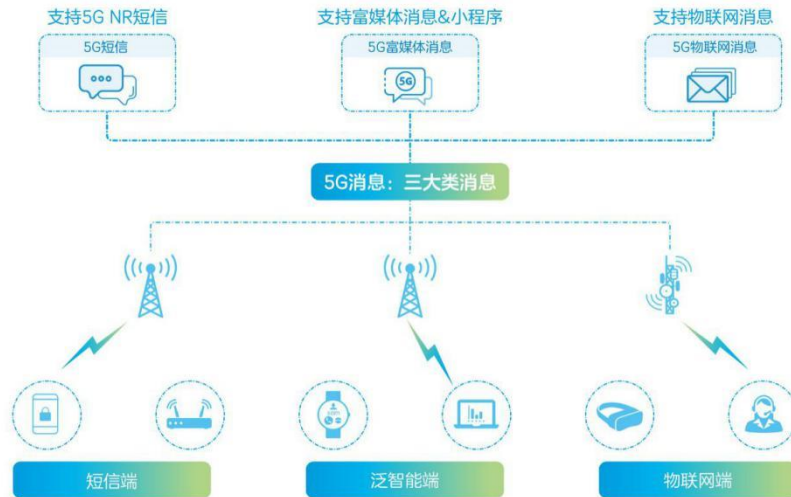 支持5G NR短信
支持富媒体消息&小程序
支持物联网消息
5G短信
5G富媒体消息
5G物联网消息
5G
5G消息：三大类消息
短信端
泛智能端
物联网端